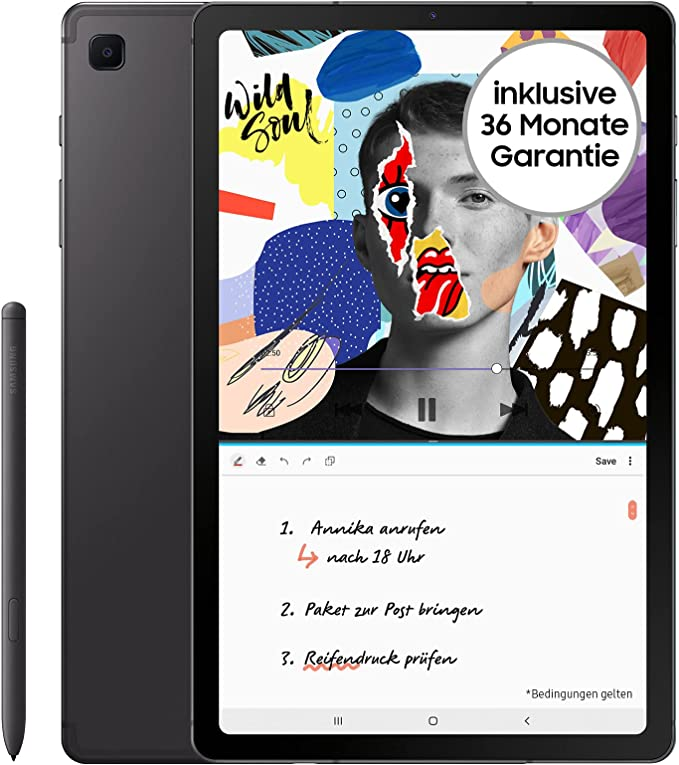 Wild
Soul
inklusive
36 Monate
Garantie
SAMSUNG
Save
1. Annika anrufen
nach 18 Uhr
2. Paket zur Post bringen
3. Reifendruck prüfen
*Bedingungen gelten